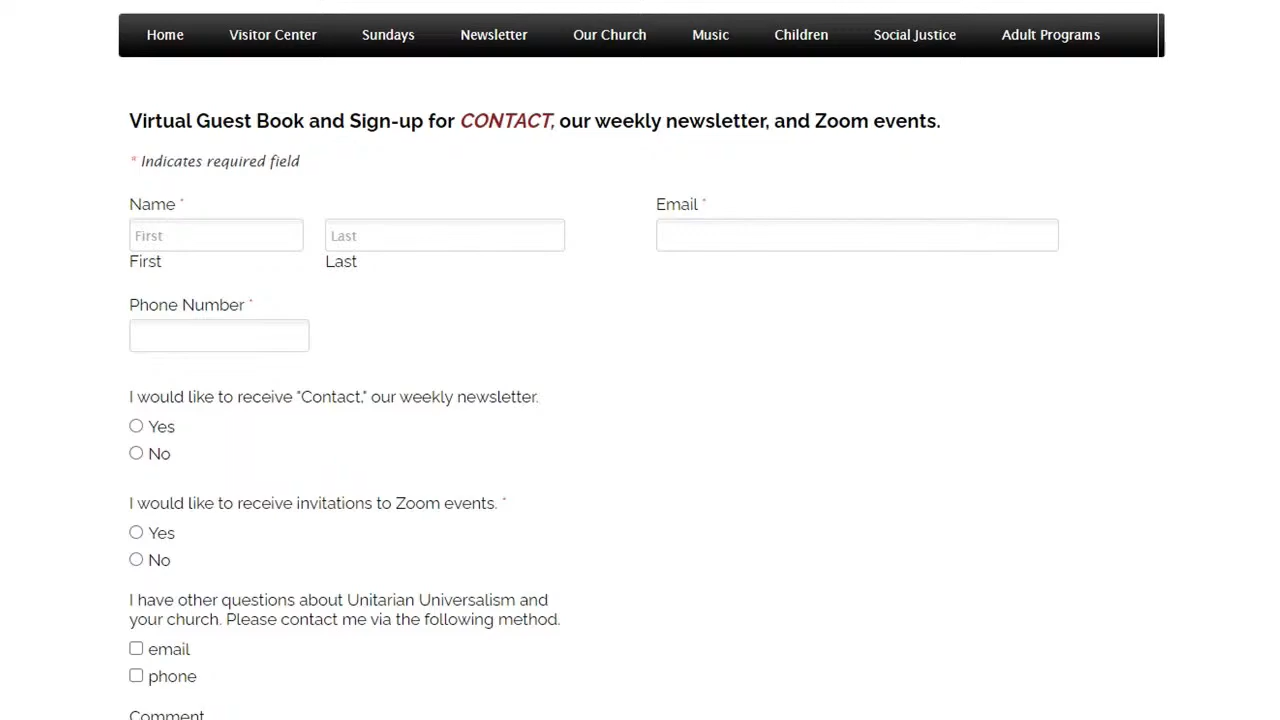 Home Visitor Center Sundays Newsletter Our Church Music Children Social Justice Adult Programs
Virtual Guest Book and Sign-up for CONTACT, our weekly newsletter, and Zoom events.
* Indicates required field
Name * Email *
First Last
First Last
Phone Number *
I would like to receive "Contact," our weekly newsletter.
Yes
No
I would like to receive invitations to Zoom events. *
Yes
No
I have other questions about Unitarian Universalism and
your church. Please contact me via the following method.
email
phone
Comment